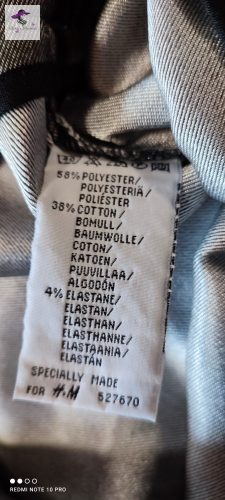 58% POLYESTER/
POLYESTERIÄ/
POLIÉSTER
38% COTTON/
BOMULL/
BAUMWOLLE/
COTON/
KATOEN/
PUUVILLAA/
ALGODÓN
4% ELASTANE/
ELASTAN/
ELASTHAN/
ELASTHANNE/
ELASTAANIA/
ELASTÁN
SPECIALLY MADE
FOR H&M 527670
REDMI NOTE 10 PRO